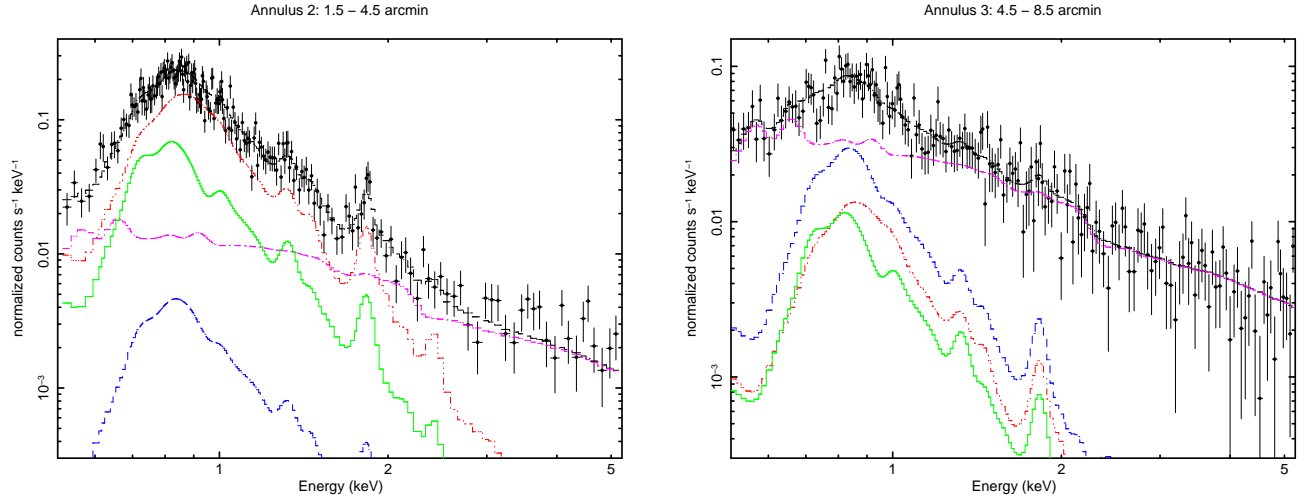 Annulus 2: 1.5 − 4.5 arcmin
normalized counts s⁻¹ keV⁻¹
0.1
0.01
10⁻³
1
2
5
Energy (keV)
Annulus 3: 4.5 − 8.5 arcmin
normalized counts s⁻¹ keV⁻¹
0.1
0.01
10⁻³
1
2
5
Energy (keV)